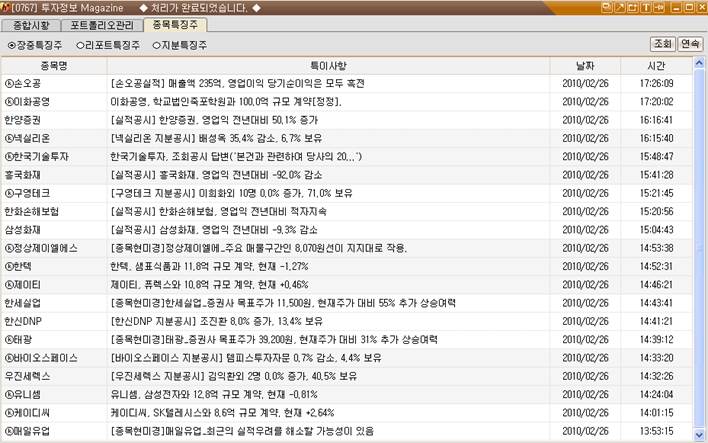 [0767] 투자정보 Magazine ◆ 처리가 완료되었습니다. ◆
종합시황 포트폴리오관리 종목특징주
장중특징주 리포트특징주 지분특징주 조회 연속
종목명 특이사항 날짜 시간
ⓚ손오공 [손오공실적] 매출액 235억, 영업이익 당기순이익은 모두 흑전 2010/02/26 17:26:09
ⓚ이화공영 이화공영, 학교법인죽포학원과 100.0억 규모 계약[정정]. 2010/02/26 17:20:02
한양증권 [실적공시] 한양증권, 영업익 전년대비 50.1% 증가 2010/02/26 16:16:41
ⓚ넥실리온 [넥실리온 지분공시] 배성옥 35.4% 감소, 6.7% 보유 2010/02/26 16:15:40
ⓚ한국기술투자 한국기술투자, 조회공시 답변('본건과 관련하여 당사의 20...') 2010/02/26 15:48:47
흥국화재 [실적공시] 흥국화재, 영업익 전년대비 -92.0% 감소 2010/02/26 15:41:28
ⓚ구영테크 [구영테크 지분공시] 이희화외 10명 0.0% 증가, 71.0% 보유 2010/02/26 15:21:45
한화손해보험 [실적공시] 한화손해보험, 영업익 전년대비 적자지속 2010/02/26 15:20:56
삼성화재 [실적공시] 삼성화재, 영업익 전년대비 -9.3% 감소 2010/02/26 15:04:43
ⓚ정상제이엘에스 [종목현미경]정상제이엘에_주요 매물구간인 8,070원선이 지지대로 작용. 2010/02/26 14:53:38
ⓚ한텍 한텍, 샘표식품과 11.8억 규모 계약, 현재 -1.27% 2010/02/26 14:52:31
ⓚ제이티 제이티, 퓨렉스와 10.8억 규모 계약, 현재 +0.46% 2010/02/26 14:46:21
한세실업 [종목현미경]한세실업_증권사 목표주가 11,500원, 현재주가 대비 55% 추가 상승여력 2010/02/26 14:43:41
한신DNP [한신DNP 지분공시] 조진환 8.0% 증가, 13.4% 보유 2010/02/26 14:41:21
ⓚ태광 [종목현미경]태광_증권사 목표주가 39,200원, 현재주가 대비 31% 추가 상승여력 2010/02/26 14:39:12
ⓚ바이오스페이스 [바이오스페이스 지분공시] 템피스투자자문 0.7% 감소, 4.4% 보유 2010/02/26 14:33:20
우진세렉스 [우진세렉스 지분공시] 김익환외 2명 0.0% 증가, 40.5% 보유 2010/02/26 14:32:26
ⓚ유니셈 유니셈, 삼성전자와 12.8억 규모 계약, 현재 -0.81% 2010/02/26 14:24:04
ⓚ케이디씨 케이디씨, SK텔레시스와 8.6억 규모 계약, 현재 +2.64% 2010/02/26 14:01:15
ⓚ매일유업 [종목현미경]매일유업_최근의 실적우려를 해소할 가능성이 있음 2010/02/26 13:53:15